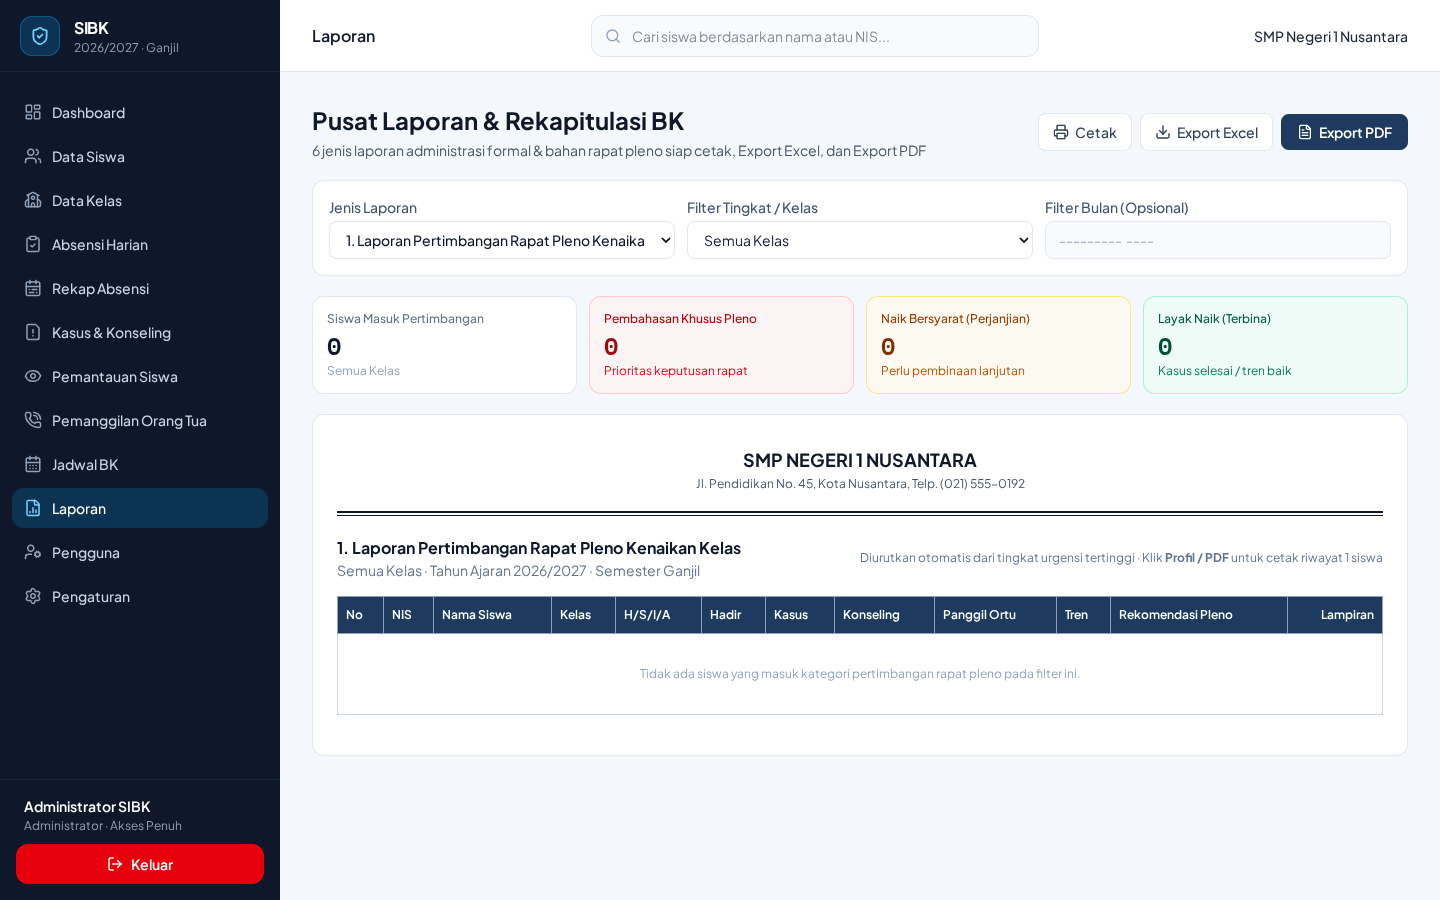 SIBK
2026/2027 · Ganjil
Dashboard
Data Siswa
Data Kelas
Absensi Harian
Rekap Absensi
Kasus & Konseling
Pemantauan Siswa
Pemanggilan Orang Tua
Jadwal BK
Laporan
Pengguna
Pengaturan
Administrator SIBK
Administrator · Akses Penuh
Keluar
Laporan
Cari siswa berdasarkan nama atau NIS...
SMP Negeri 1 Nusantara
Pusat Laporan & Rekapitulasi BK
6 jenis laporan administrasi formal & bahan rapat pleno siap cetak, Export Excel, dan Export PDF
Cetak
Export Excel
Export PDF
Jenis Laporan
1. Laporan Pertimbangan Rapat Pleno Kenaika
Filter Tingkat / Kelas
Semua Kelas
Filter Bulan (Opsional)
--------- ----
Siswa Masuk Pertimbangan
0
Semua Kelas
Pembahasan Khusus Pleno
0
Prioritas keputusan rapat
Naik Bersyarat (Perjanjian)
0
Perlu pembinaan lanjutan
Layak Naik (Terbina)
0
Kasus selesai / tren baik
SMP NEGERI 1 NUSANTARA
Jl. Pendidikan No. 45, Kota Nusantara, Telp. (021) 555-0192
1. Laporan Pertimbangan Rapat Pleno Kenaikan Kelas
Semua Kelas · Tahun Ajaran 2026/2027 · Semester Ganjil
Diurutkan otomatis dari tingkat urgensi tertinggi · Klik Profil / PDF untuk cetak riwayat 1 siswa
No NIS Nama Siswa Kelas H/S/I/A Hadir Kasus Konseling Panggil Ortu Tren Rekomendasi Pleno Lampiran
Tidak ada siswa yang masuk kategori pertimbangan rapat pleno pada filter ini.